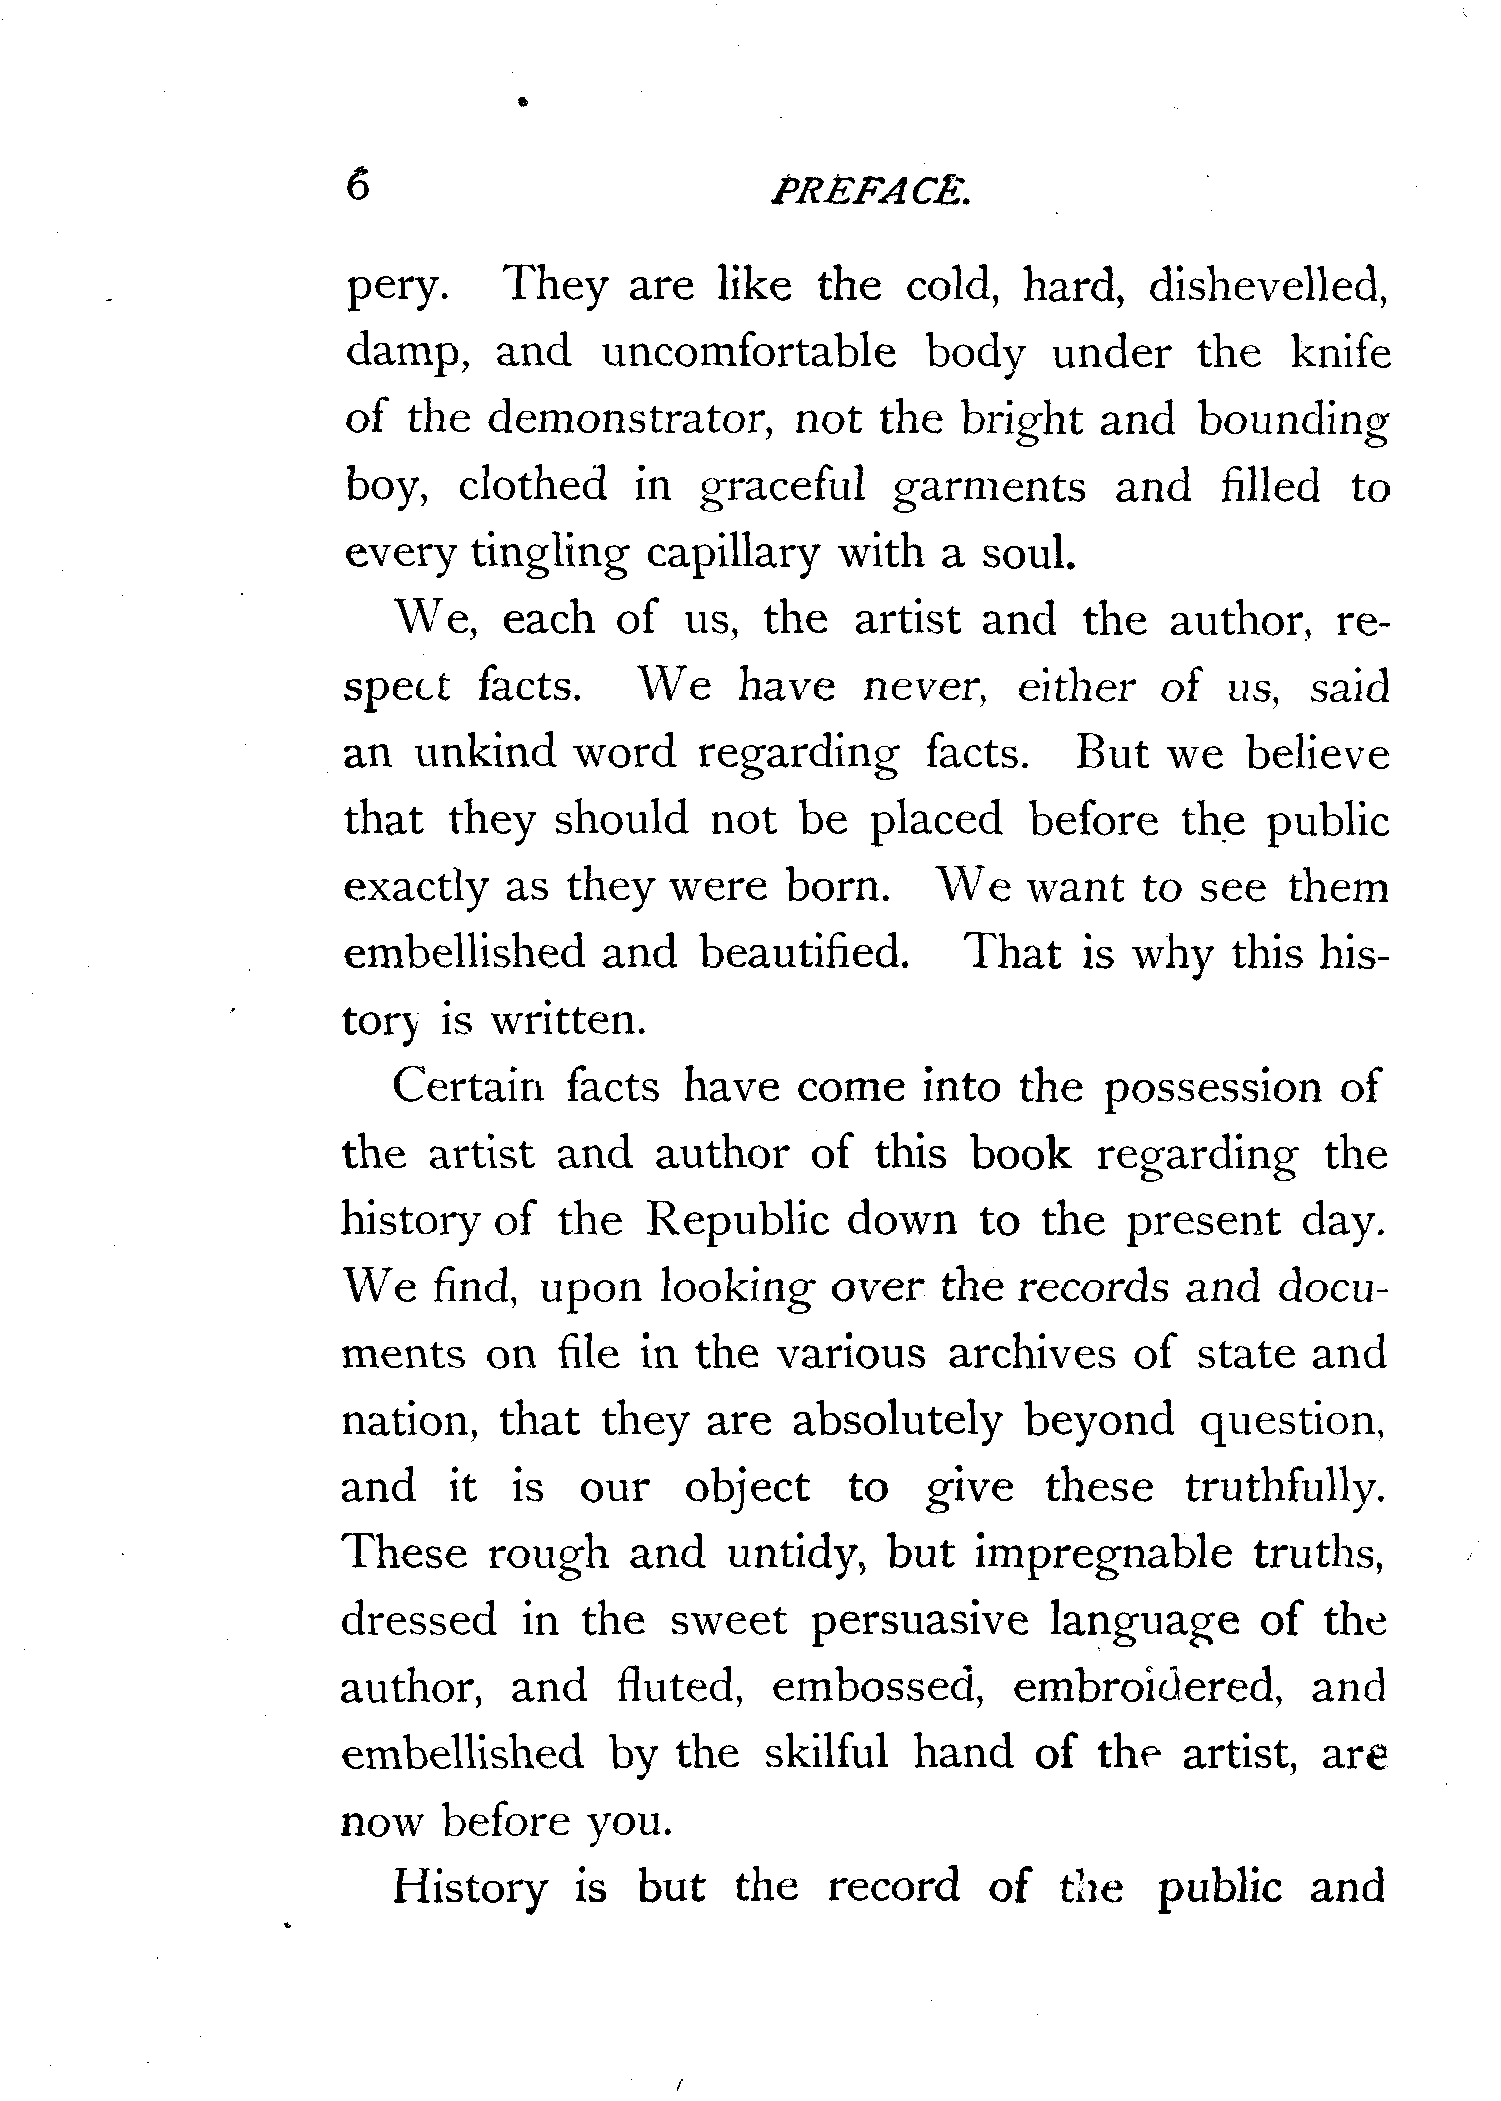 6 PREFACE.
pery. They are like the cold, hard, dishevelled,
damp, and uncomfortable body under the knife
of the demonstrator, not the bright and bounding
boy, clothed in graceful garments and filled to
every tingling capillary with a soul.
We, each of us, the artist and the author, re-
spect facts. We have never, either of us, said
an unkind word regarding facts. But we believe
that they should not be placed before the public
exactly as they were born. We want to see them
embellished and beautified. That is why this his-
tory is written.
Certain facts have come into the possession of
the artist and author of this book regarding the
history of the Republic down to the present day.
We find, upon looking over the records and docu-
ments on file in the various archives of state and
nation, that they are absolutely beyond question,
and it is our object to give these truthfully.
These rough and untidy, but impregnable truths,
dressed in the sweet persuasive language of the
author, and fluted, embossed, embroidered, and
embellished by the skilful hand of the artist, are
now before you.
History is but the record of the public and